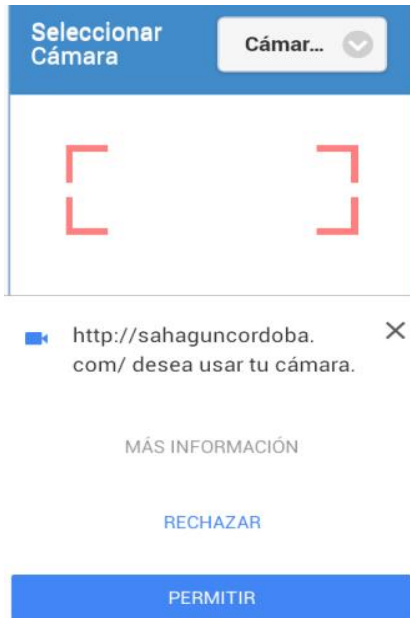 Seleccionar
Cámara
Cámar...
http://sahaguncordoba.
com/ desea usar tu cámara.
MÁS INFORMACIÓN
RECHAZAR
PERMITIR